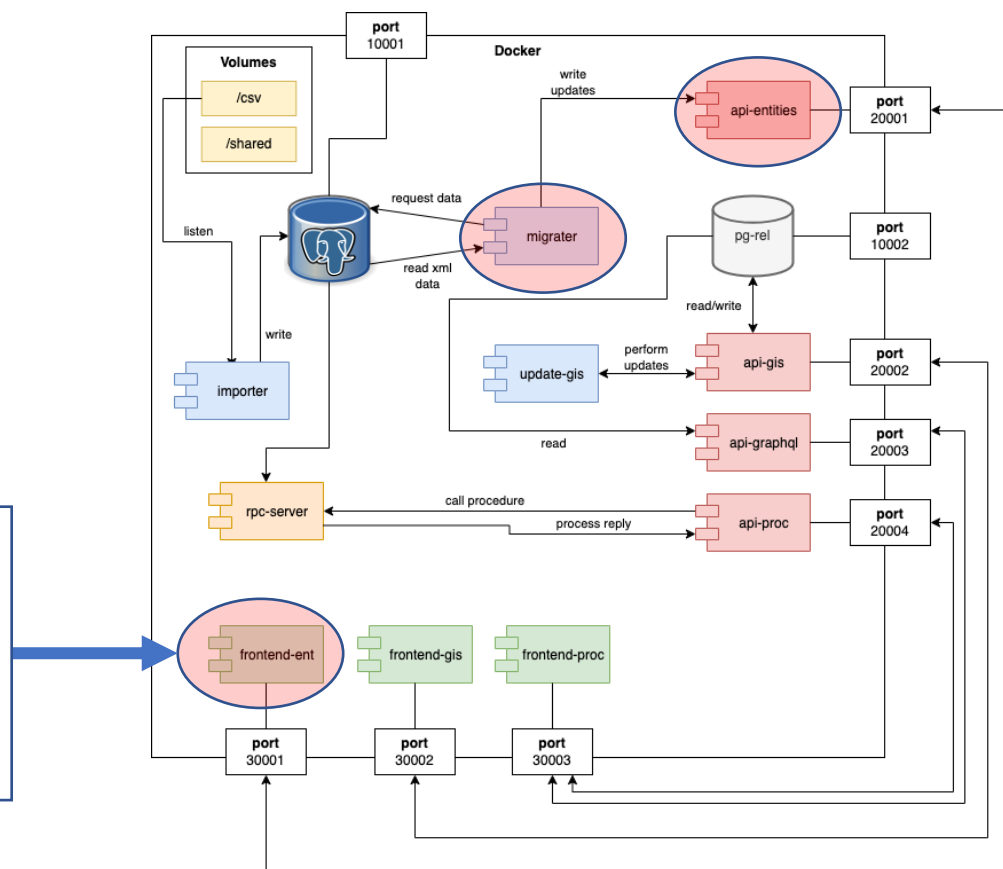 port
10001
Docker
Volumes
/csv
/shared
write
updates
api-entities
port
20001
request data
migrater
read xml
data
pg-rel
port
10002
listen
write
read/write
importer
update-gis
perform
updates
api-gis
port
20002
read
api-graphql
port
20003
rpc-server
call procedure
process reply
api-proc
port
20004
frontend-ent
frontend-gis
frontend-proc
port
30001
port
30002
port
30003